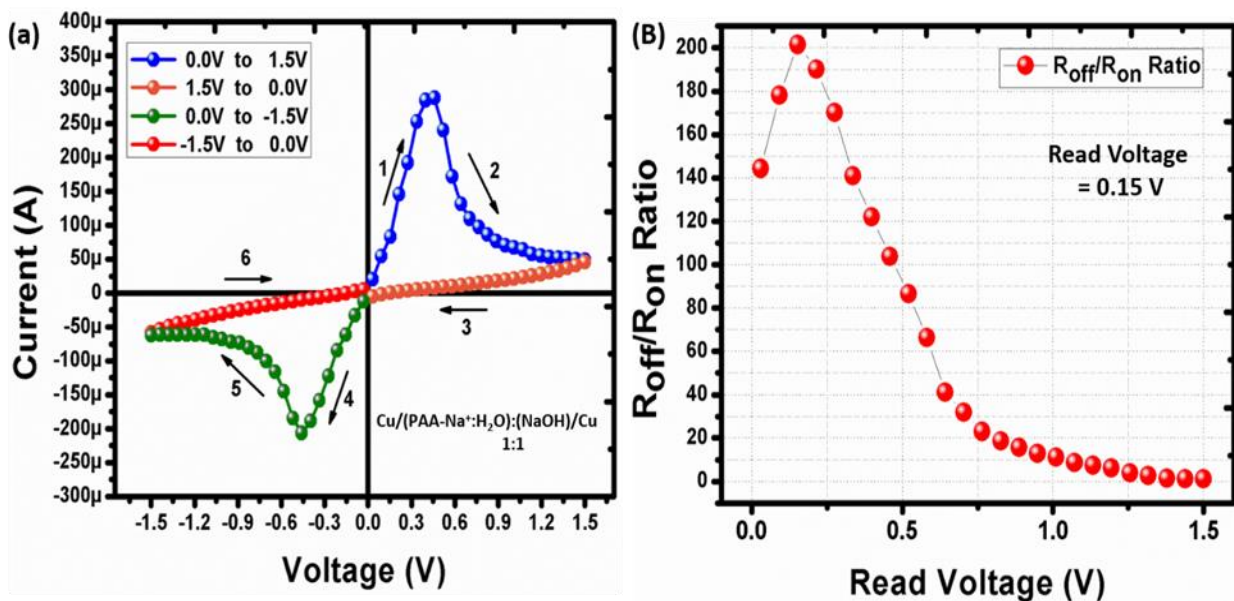 (a)
Current (A)
400µ
350µ
300µ
250µ
200µ
150µ
100µ
50µ
0
-50µ
-100µ
-150µ
-200µ
-250µ
-300µ
0.0V to 1.5V
1.5V to 0.0V
0.0V to -1.5V
-1.5V to 0.0V
1
2
6
3
5
4
Cu/(PAA-Na⁺:H₂O):(NaOH)/Cu
1:1
-1.5 -1.2 -0.9 -0.6 -0.3 0.0 0.3 0.6 0.9 1.2 1.5
Voltage (V)
(B)
Roff/Ron Ratio
200
180
160
140
120
100
80
60
40
20
0
Roff/Ron Ratio
Read Voltage
= 0.15 V
0.0 0.5 1.0 1.5
Read Voltage (V)